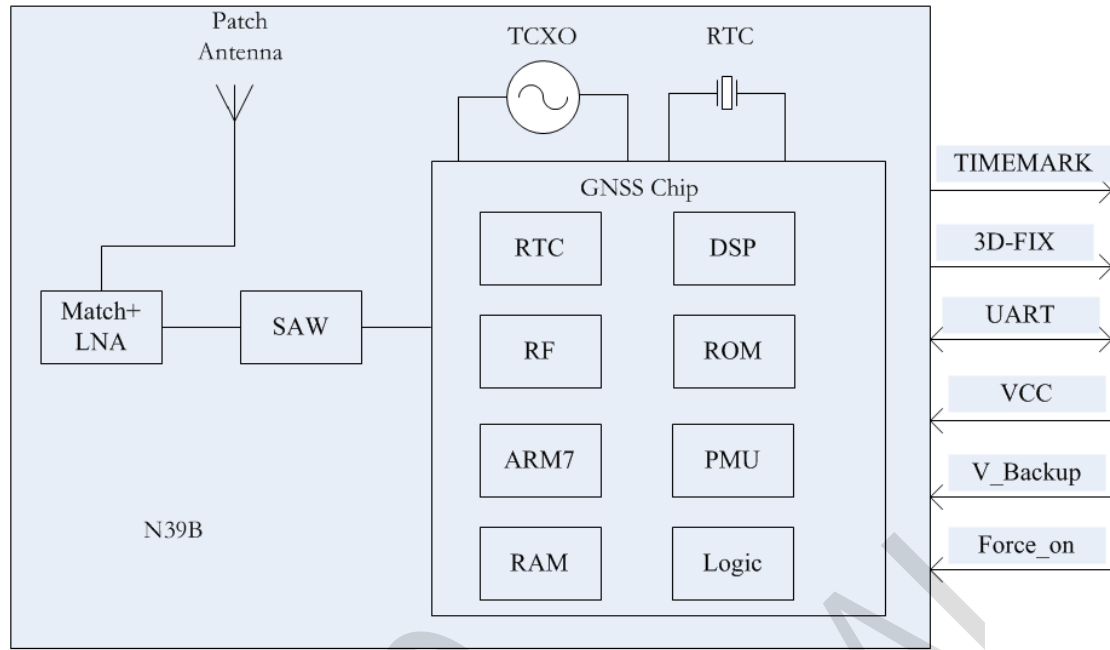 Patch
Antenna
TCXO
RTC
GNSS Chip
RTC
DSP
RF
ROM
ARM7
PMU
RAM
Logic
Match+
LNA
SAW
N39B
TIMEMARK
3D-FIX
UART
VCC
V_Backup
Force_on